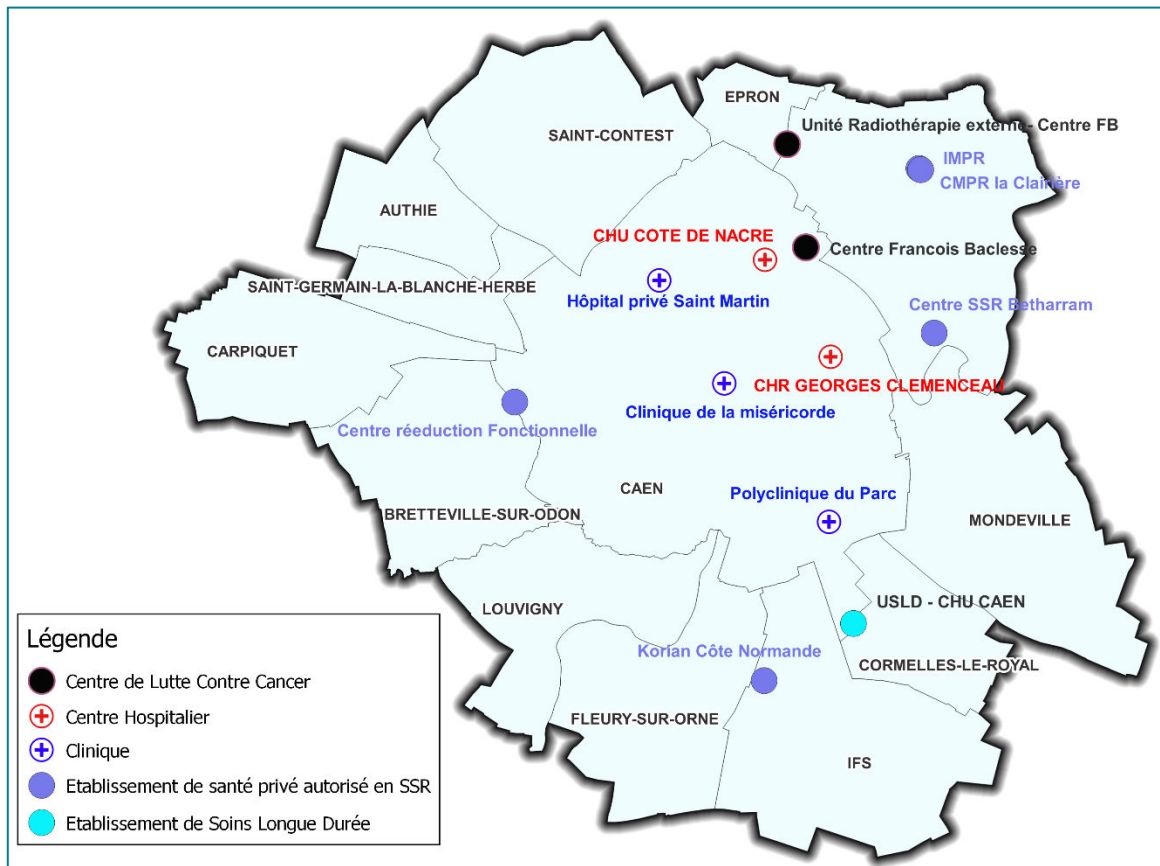 EPRON
Unité Radiothérapie externe- Centre FB
SAINT-CONTEST
IMPR
CMPR la Clairière
AUTHIE
CHU COTE DE NACRE
Centre Francois Baclesse
SAINT-GERMAIN-LA-BLANCHE-HERBE
Hôpital privé Saint Martin
Centre SSR Betharram
CARPIQUET
CHR GEORGES CLEMENCEAU
Clinique de la miséricorde
Centre réeduction Fonctionnelle
CAEN
Polyclinique du Parc
BRETTEVILLE-SUR-ODON
MONDEVILLE
LOUVIGNY
USLD - CHU CAEN
Korian Côte Normande
CORMELLES-LE-ROYAL
FLEURY-SUR-ORNE
IFS
Légende
Centre de Lutte Contre Cancer
Centre Hospitalier
Clinique
Etablissement de santé privé autorisé en SSR
Etablissement de Soins Longue Durée